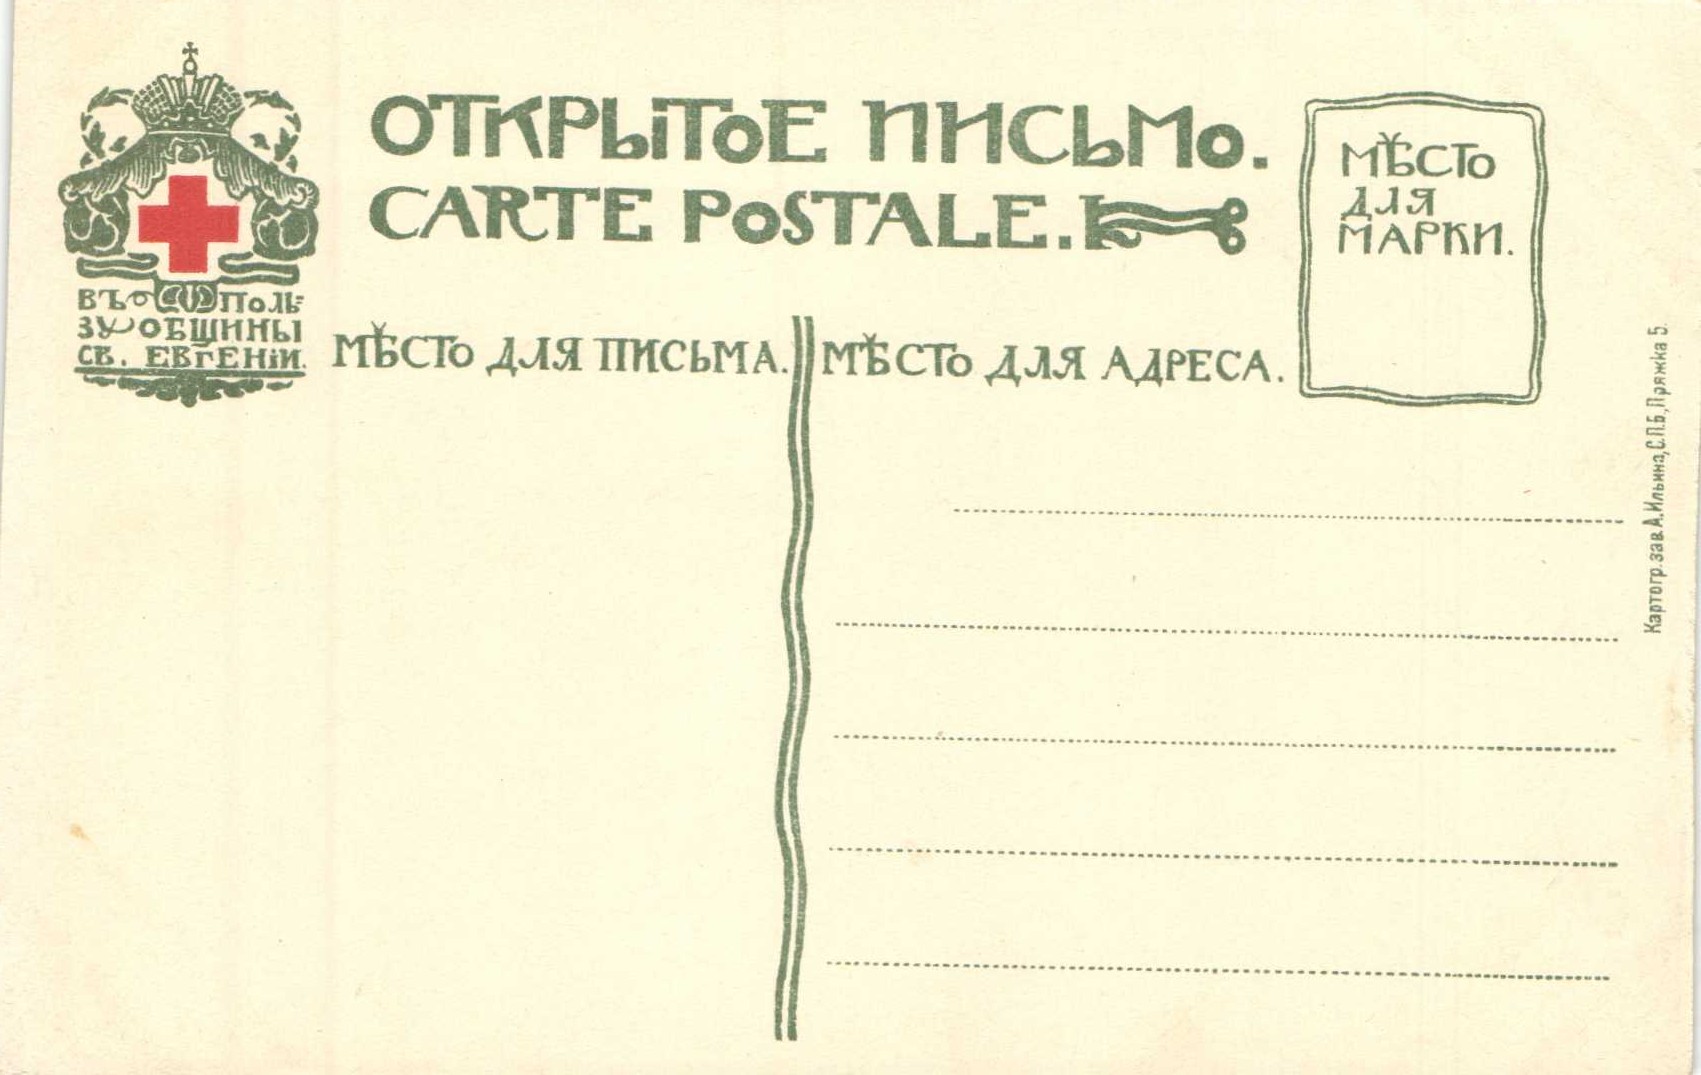 ОТКРЫТОЕ ПИСЬМО.
CARTE POSTALE.
МѢСТО
ДЛЯ
МАРКИ.
ВЪ ПОЛЬ=
ЗУ ОБЩИНЫ
СВ. ЕВГЕНІИ.
МѢСТО ДЛЯ ПИСЬМА.
МѢСТО ДЛЯ АДРЕСА.
Картогр. зав. А. Ильина, С.П.Б., Пряжка 5.